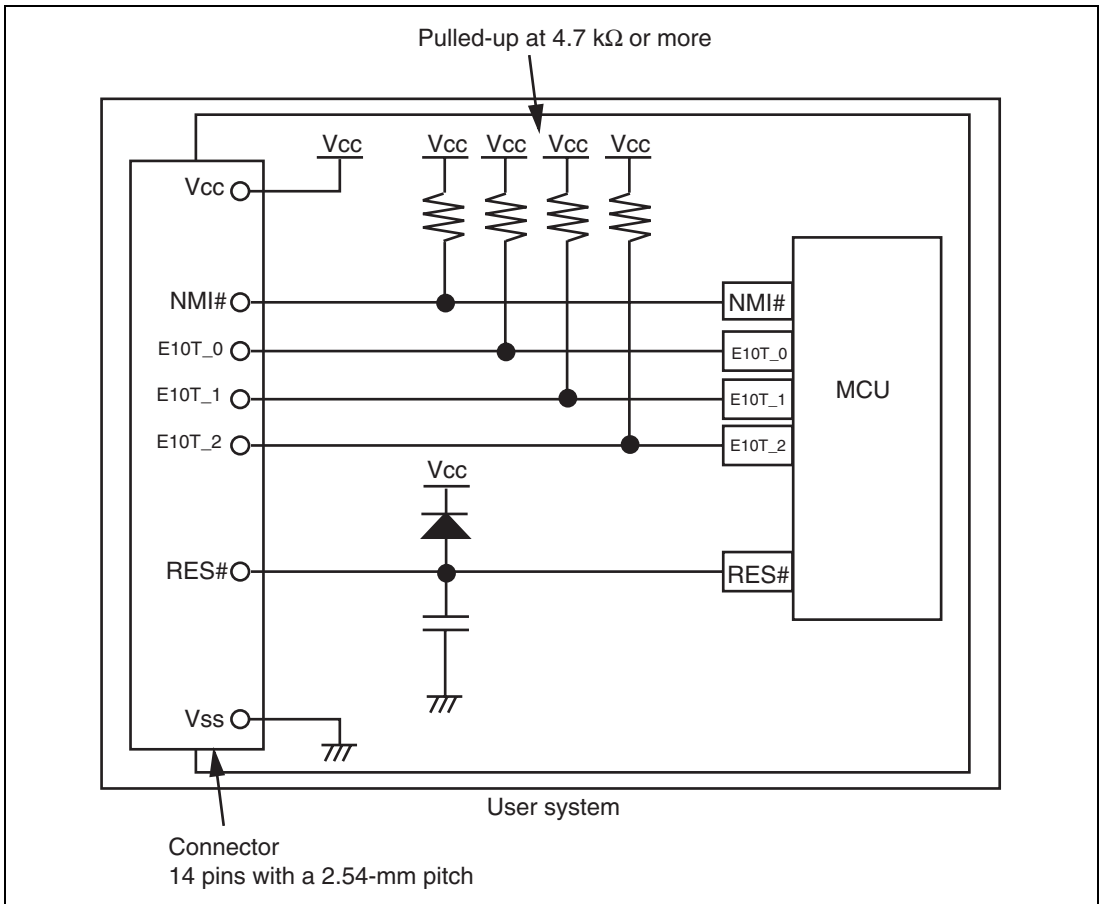 Pulled-up at 4.7 kΩ or more
Vcc
Vcc
Vcc
Vcc
Vcc
Vcc
NMI#
NMI#
E10T_0
E10T_0
E10T_1
E10T_1
MCU
E10T_2
E10T_2
Vcc
RES#
RES#
Vss
User system
Connector
14 pins with a 2.54-mm pitch